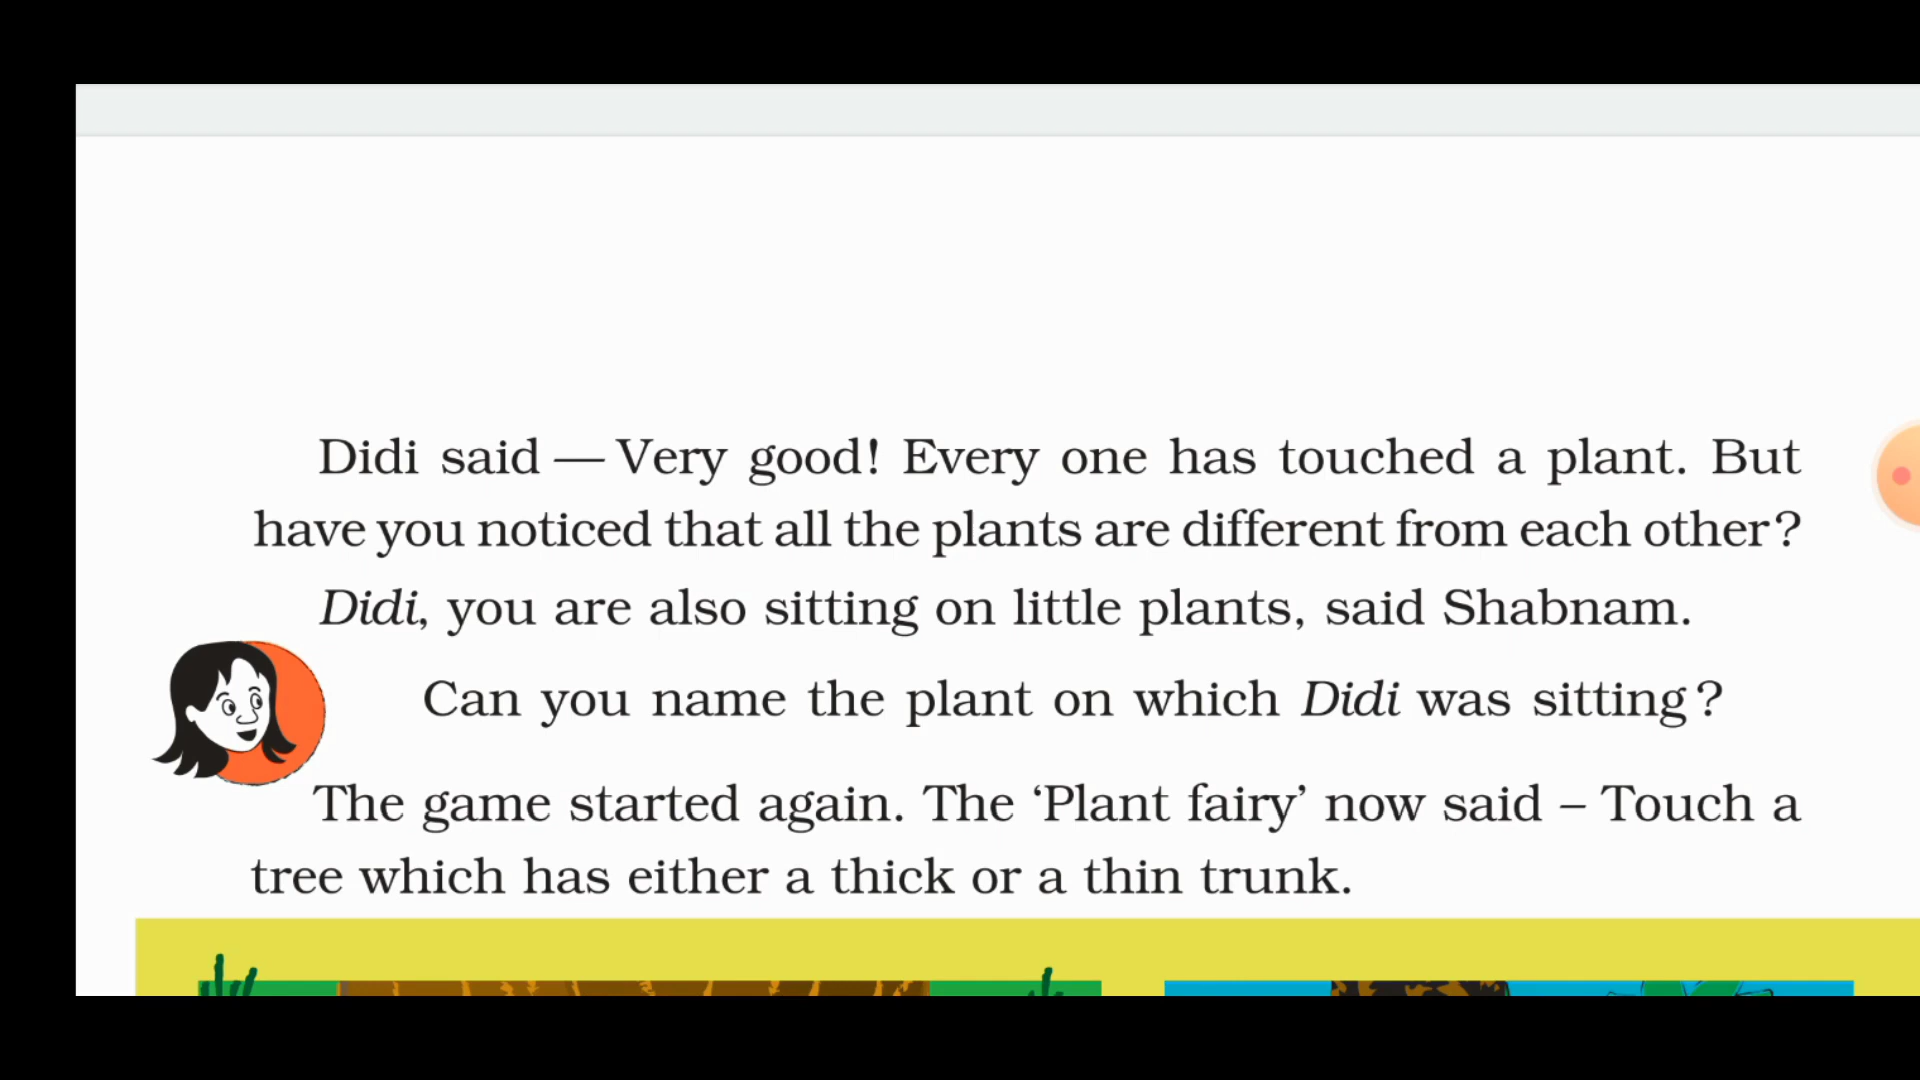 Didi said — Very good! Every one has touched a plant. But
have you noticed that all the plants are different from each other?
Didi, you are also sitting on little plants, said Shabnam.
Can you name the plant on which Didi was sitting?
The game started again. The ‘Plant fairy’ now said – Touch a
tree which has either a thick or a thin trunk.